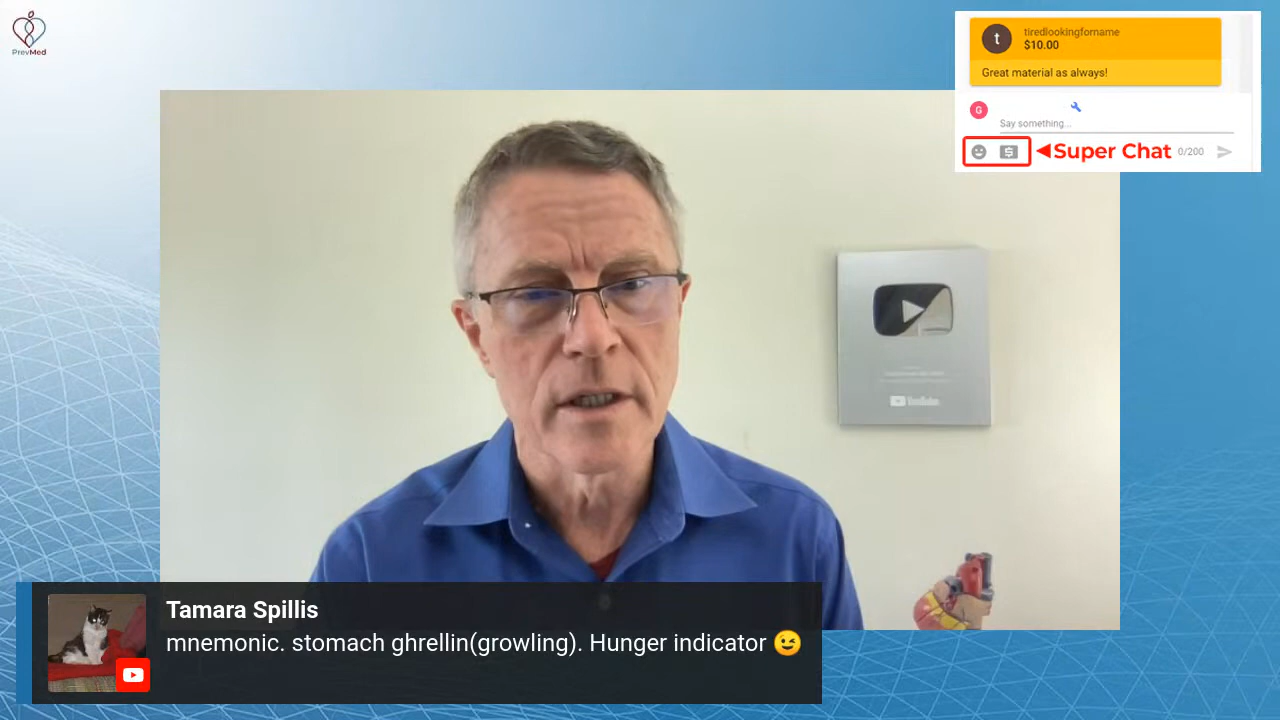 PrevMed
t
tiredlookingforname
$10.00
Great material as always!
G
Say something...
Super Chat
0/200
YouTube
Tamara Spillis
mnemonic. stomach ghrellin(growling). Hunger indicator 😉